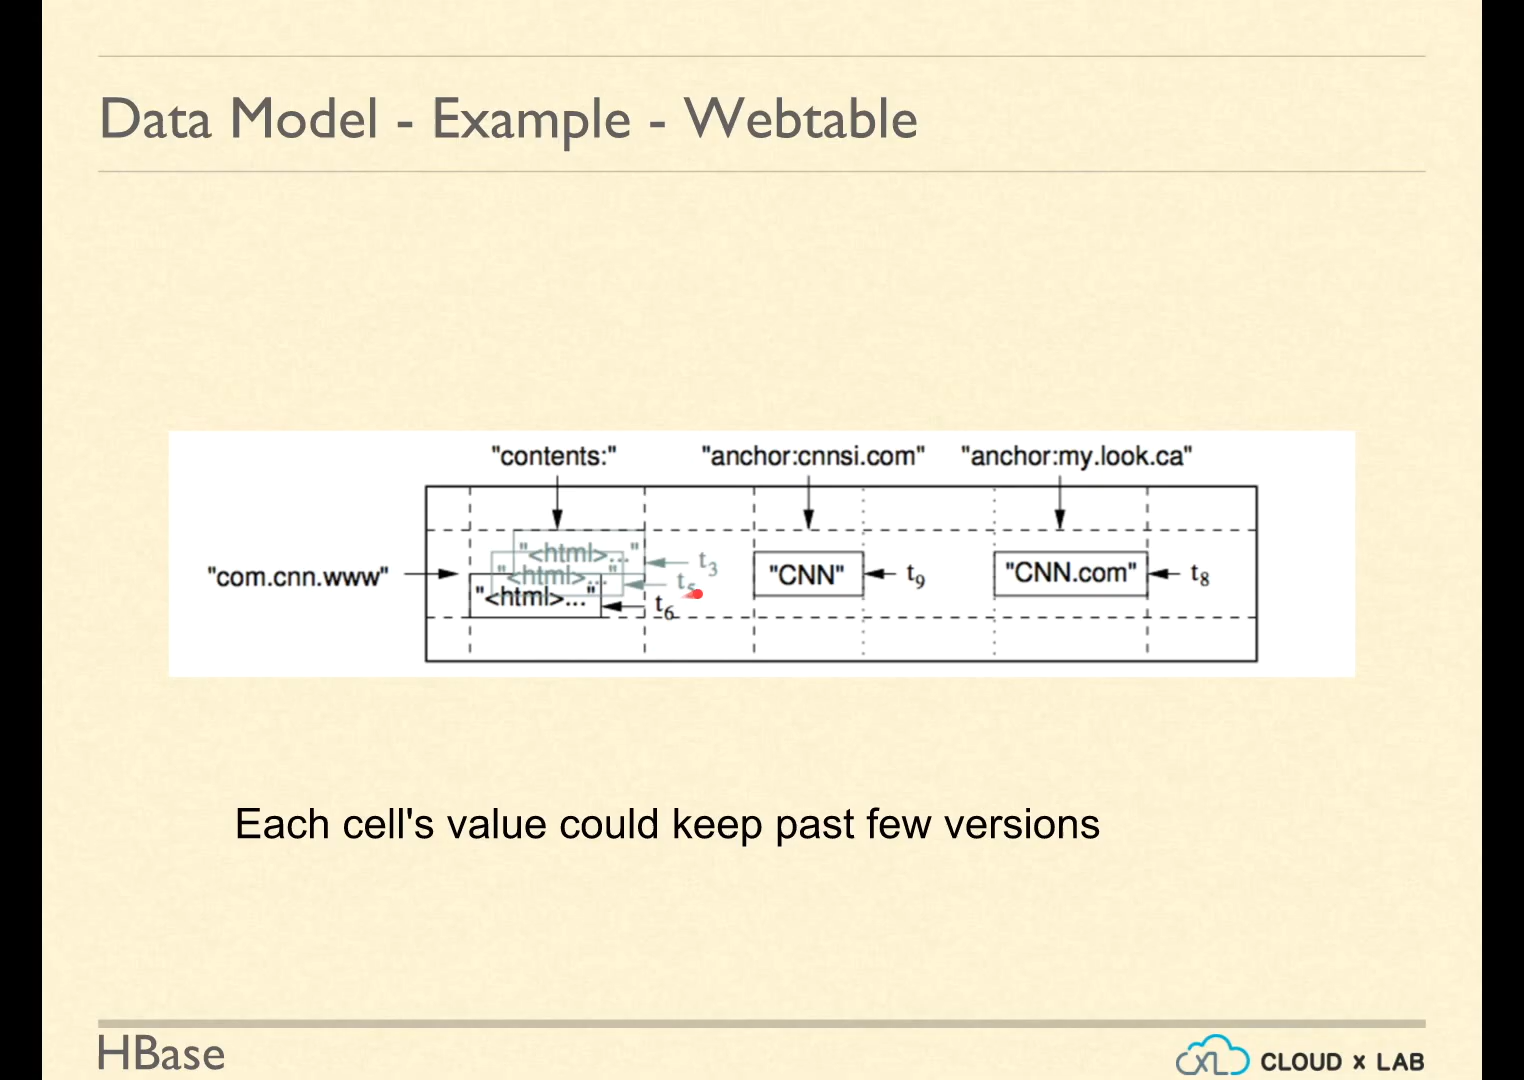 Data Model - Example - Webtable
"contents:" "anchor:cnnsi.com" "anchor:my.look.ca"
"<html>..." t3
"com.cnn.www" "<html>..." t5 "CNN" t9 "CNN.com" t8
"<html>..." t6
Each cell's value could keep past few versions
HBase
CXL CLOUD x LAB